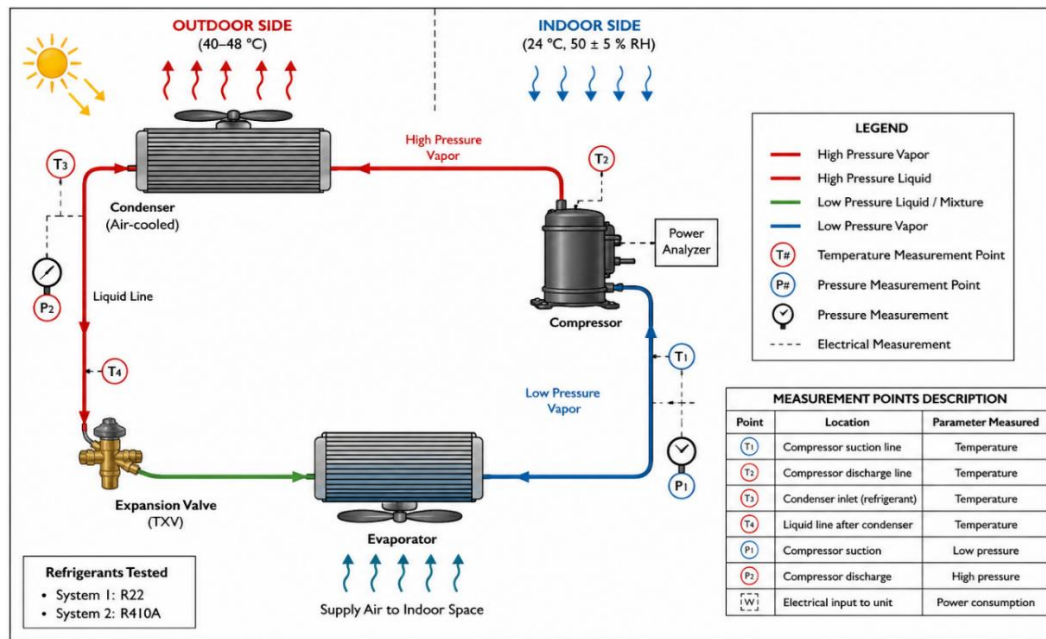 OUTDOOR SIDE
(40–48 °C)
INDOOR SIDE
(24 °C, 50 ± 5 % RH)
High Pressure
Vapor
T3
T2
Condenser
(Air-cooled)
Power
Analyzer
P2
Liquid Line
Compressor
T4
T1
Low Pressure
Vapor
P1
Expansion Valve
(TXV)
Evaporator
Supply Air to Indoor Space
Refrigerants Tested
• System 1: R22
• System 2: R410A
LEGEND
High Pressure Vapor
High Pressure Liquid
Low Pressure Liquid / Mixture
Low Pressure Vapor
T# Temperature Measurement Point
P# Pressure Measurement Point
Pressure Measurement
Electrical Measurement
MEASUREMENT POINTS DESCRIPTION
Point Location Parameter Measured
T1 Compressor suction line Temperature
T2 Compressor discharge line Temperature
T3 Condenser inlet (refrigerant) Temperature
T4 Liquid line after condenser Temperature
P1 Compressor suction Low pressure
P2 Compressor discharge High pressure
W Electrical input to unit Power consumption